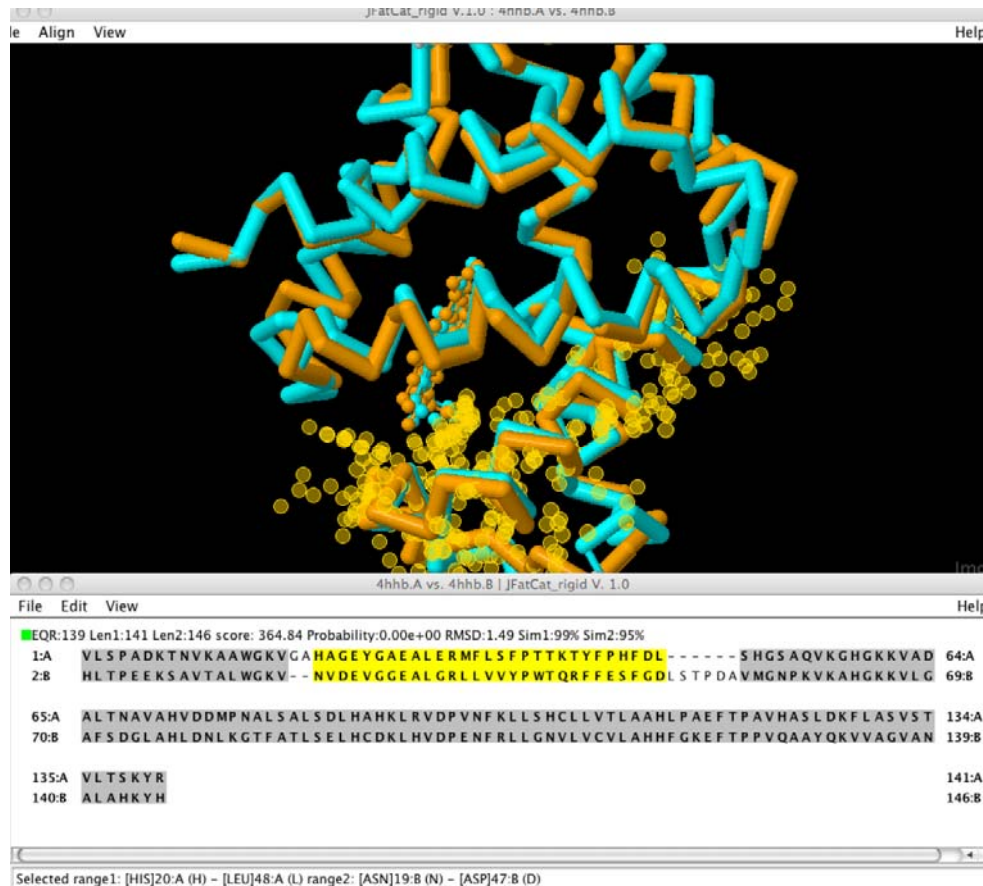 JFatCat_rigid V.1.0 : 4hhb.A vs. 4hhb.B
le Align View Help
4hhb.A vs. 4hhb.B | JFatCat_rigid V. 1.0
File Edit View Help
EQR:139 Len1:141 Len2:146 score: 364.84 Probability:0.00e+00 RMSD:1.49 Sim1:99% Sim2:95%
1:A VLSPADKTNVKAAWGKVGAHAGEYGAEALERMFLSFPTTKTYFPHFDL------SHGSAQVKGHGKKVAD 64:A
2:B HLTPEEKSAVTALWGKV--NVDEVGGEALGRLLVVYPWTQRFFESFGDLSTPDAVMGNPKVKAHGKKVLG 69:B
65:A ALTNAVAHVDDMPNALSALSDLHAHKLRVDPVNFKLLSHCLLVTLAAHLPAEFTPAVHASLDKFLASVST 134:A
70:B AFSDGLAHLDNLKGTFATLSELHCDKLHVDPENFRLLGNVLVCVLAHHFGKEFTPPVQAAYQKVVAGVAN 139:B
135:A VLTSKYR 141:A
140:B ALAHKYH 146:B
Selected range1: [HIS]20:A (H) – [LEU]48:A (L) range2: [ASN]19:B (N) – [ASP]47:B (D)